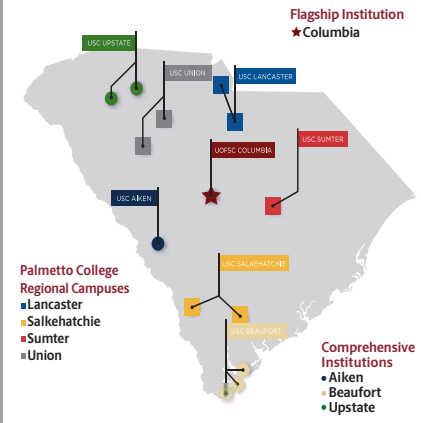 Flagship Institution
Columbia
USC UPSTATE
USC UNION
USC LANCASTER
UOFSC COLUMBIA
USC SUMTER
USC AIKEN
USC SALKEHATCHIE
USC BEAUFORT
Palmetto College
Regional Campuses
Lancaster
Salkehatchie
Sumter
Union
Comprehensive
Institutions
Aiken
Beaufort
Upstate